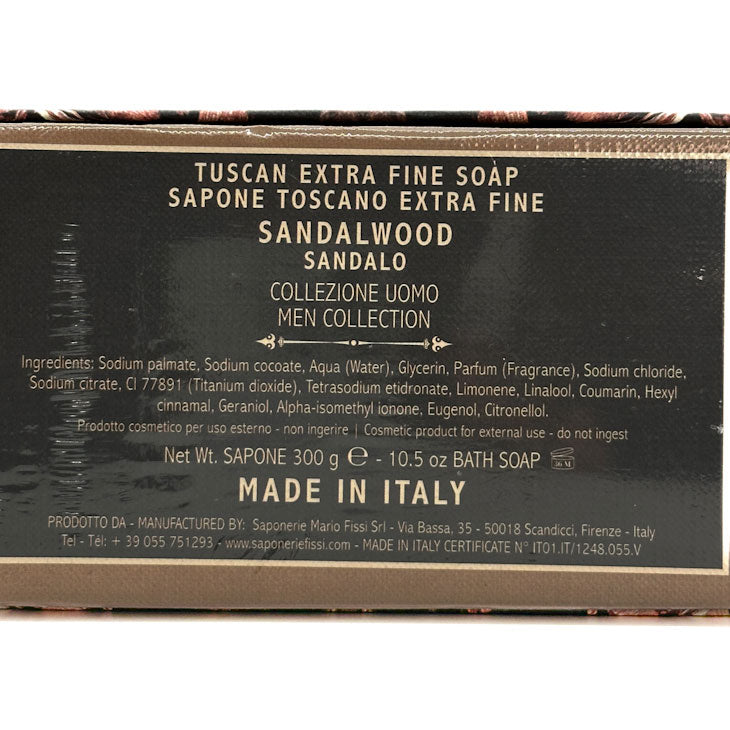 TUSCAN EXTRA FINE SOAP
SAPONE TOSCANO EXTRA FINE
SANDALWOOD
SANDALO
COLLEZIONE UOMO
MEN COLLECTION
Ingredients: Sodium palmate, Sodium cocoate, Aqua (Water), Glycerin, Parfum (Fragrance), Sodium chloride,
Sodium citrate, CI 77891 (Titanium dioxide), Tetrasodium etidronate, Limonene, Linalool, Coumarin, Hexyl
cinnamal, Geraniol, Alpha-isomethyl ionone, Eugenol, Citronellol.
Prodotto cosmetico per uso esterno - non ingerire | Cosmetic product for external use - do not ingest
Net Wt. SAPONE 300 g ℮ - 10.5 oz BATH SOAP 36 M
MADE IN ITALY
PRODOTTO DA - MANUFACTURED BY: Saponerie Mario Fissi Srl - Via Bassa, 35 - 50018 Scandicci, Firenze - Italy
Tel - Tél: + 39 055 751293 - www.saponeriefissi.com - MADE IN ITALY CERTIFICATE N° IT01.IT/1248.055.V